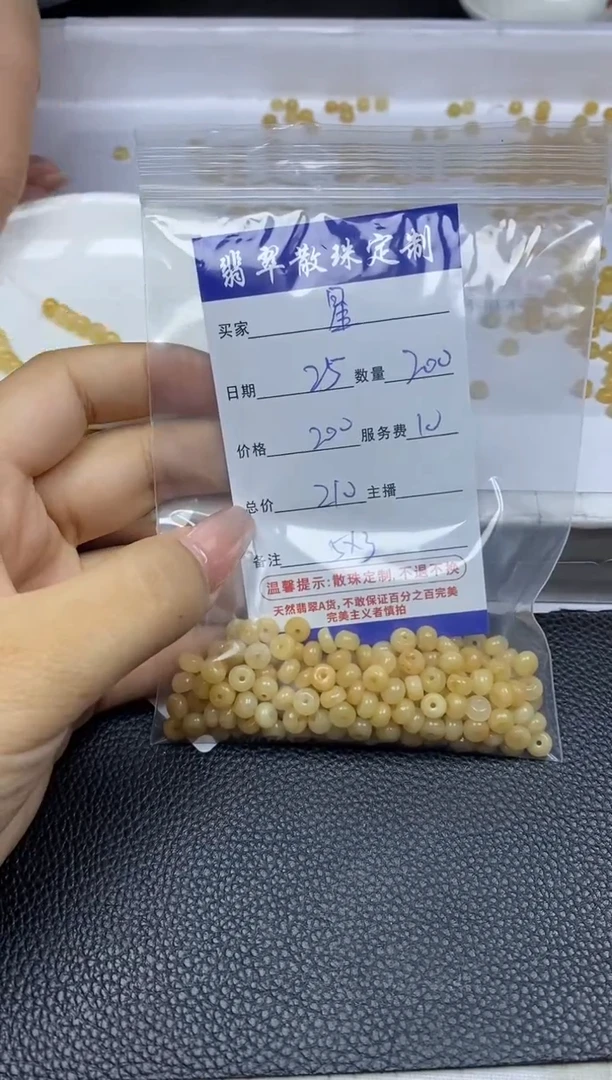 翡翠散珠定制
买家 星
日期 25 数量 200
价格 200 服务费 10
总价 210 主播
备注 5x3
温馨提示:散珠定制,不退不换
天然翡翠A货,不敢保证百分之百完美
完美主义者慎拍